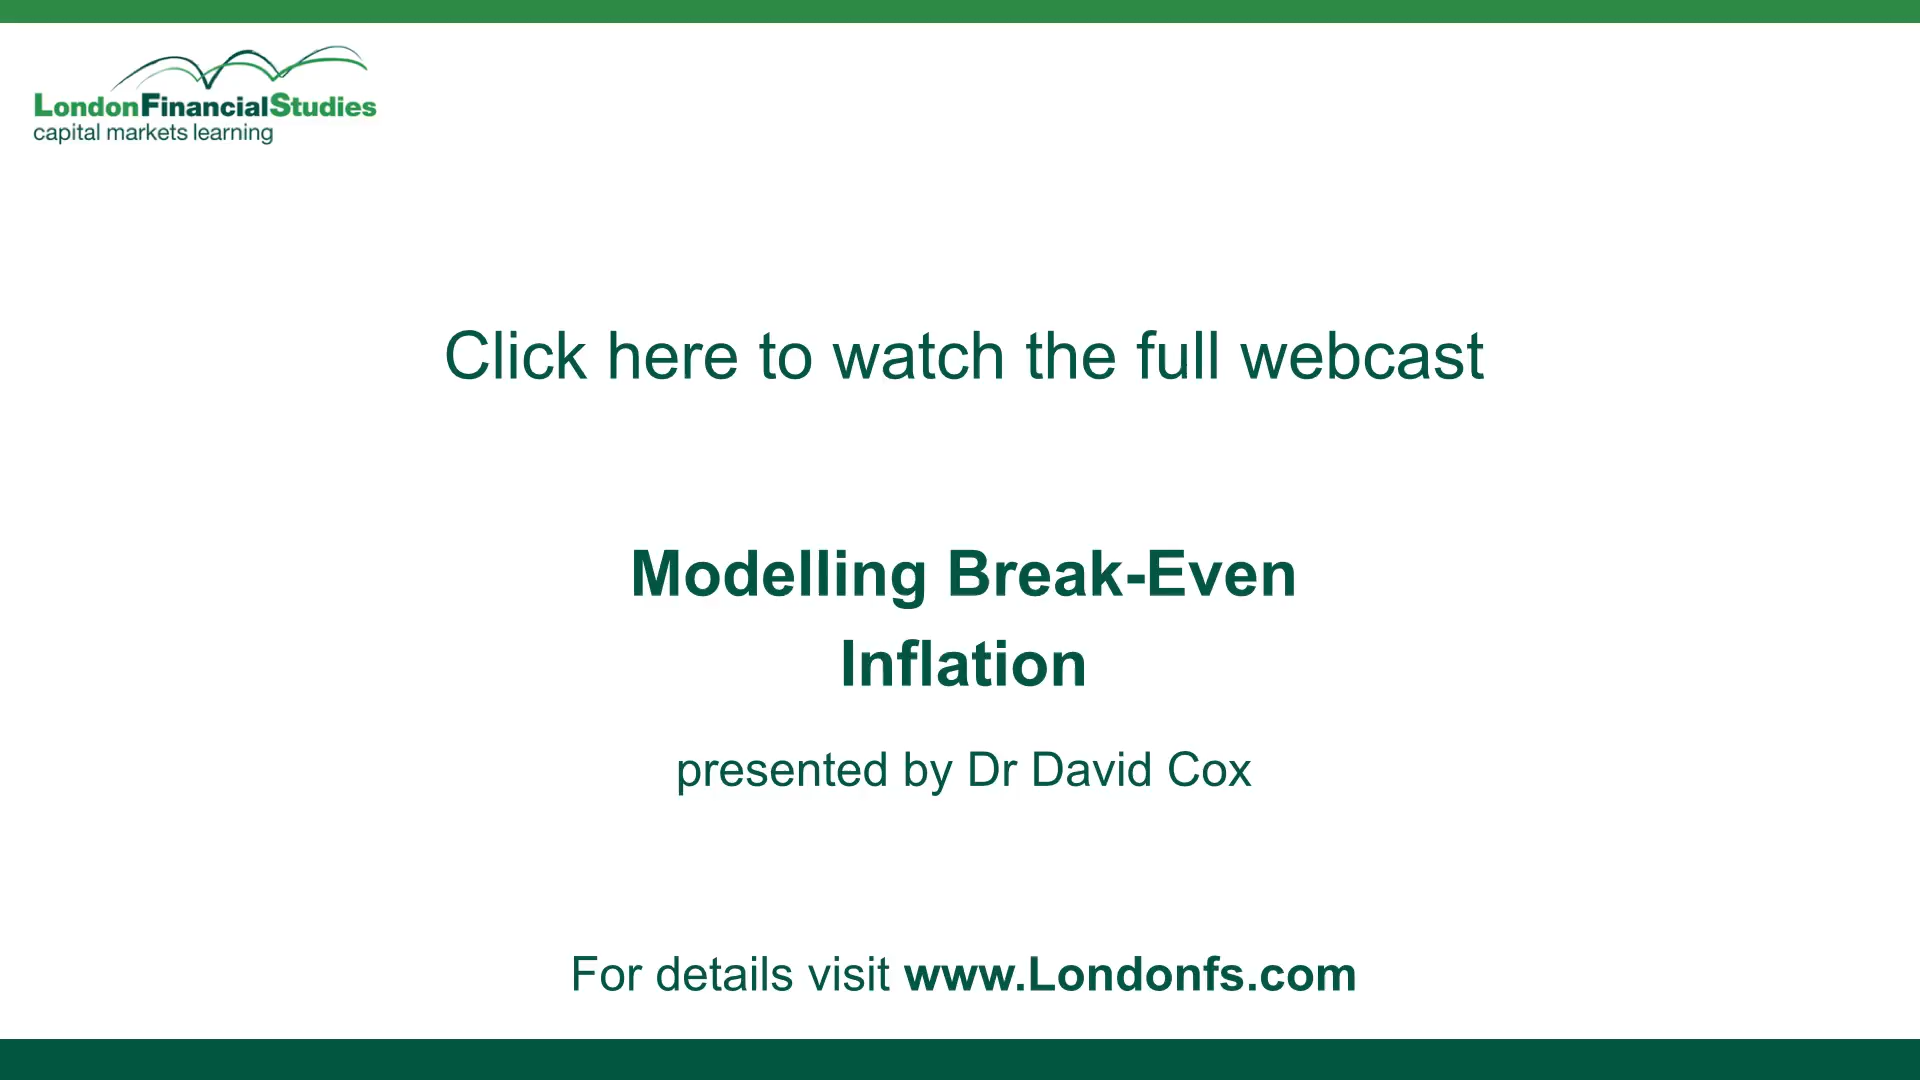 LondonFinancialStudies
capital markets learning
Click here to watch the full webcast
Modelling Break-Even
Inflation
presented by Dr David Cox
For details visit www.Londonfs.com